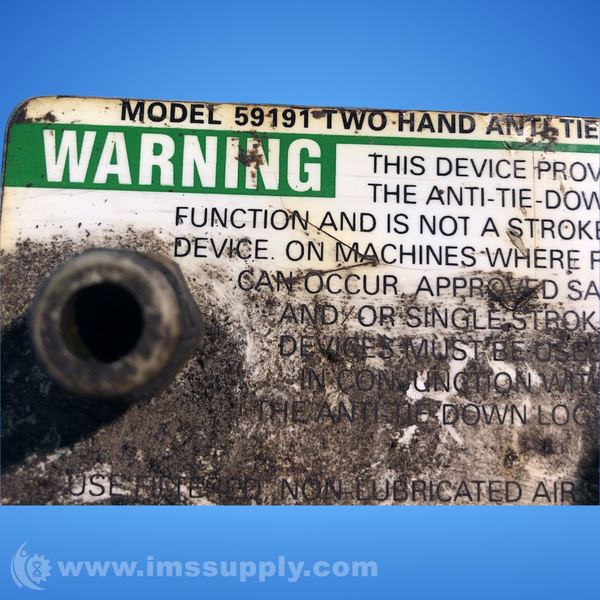 MODEL 59191 TWO HAND ANTI-TIE
WARNING
THIS DEVICE PROV
THE ANTI-TIE-DOW
FUNCTION AND IS NOT A STROKE
DEVICE. ON MACHINES WHERE
CAN OCCUR, APPROVED SA
AND/OR SINGLE STROK
DEVICES MUST BE USE
IN CONJUNCTION WIT
THE ANTI-TIE-DOWN LOG
USE FILTERED, NON-LUBRICATED AIR
www.imssupply.com